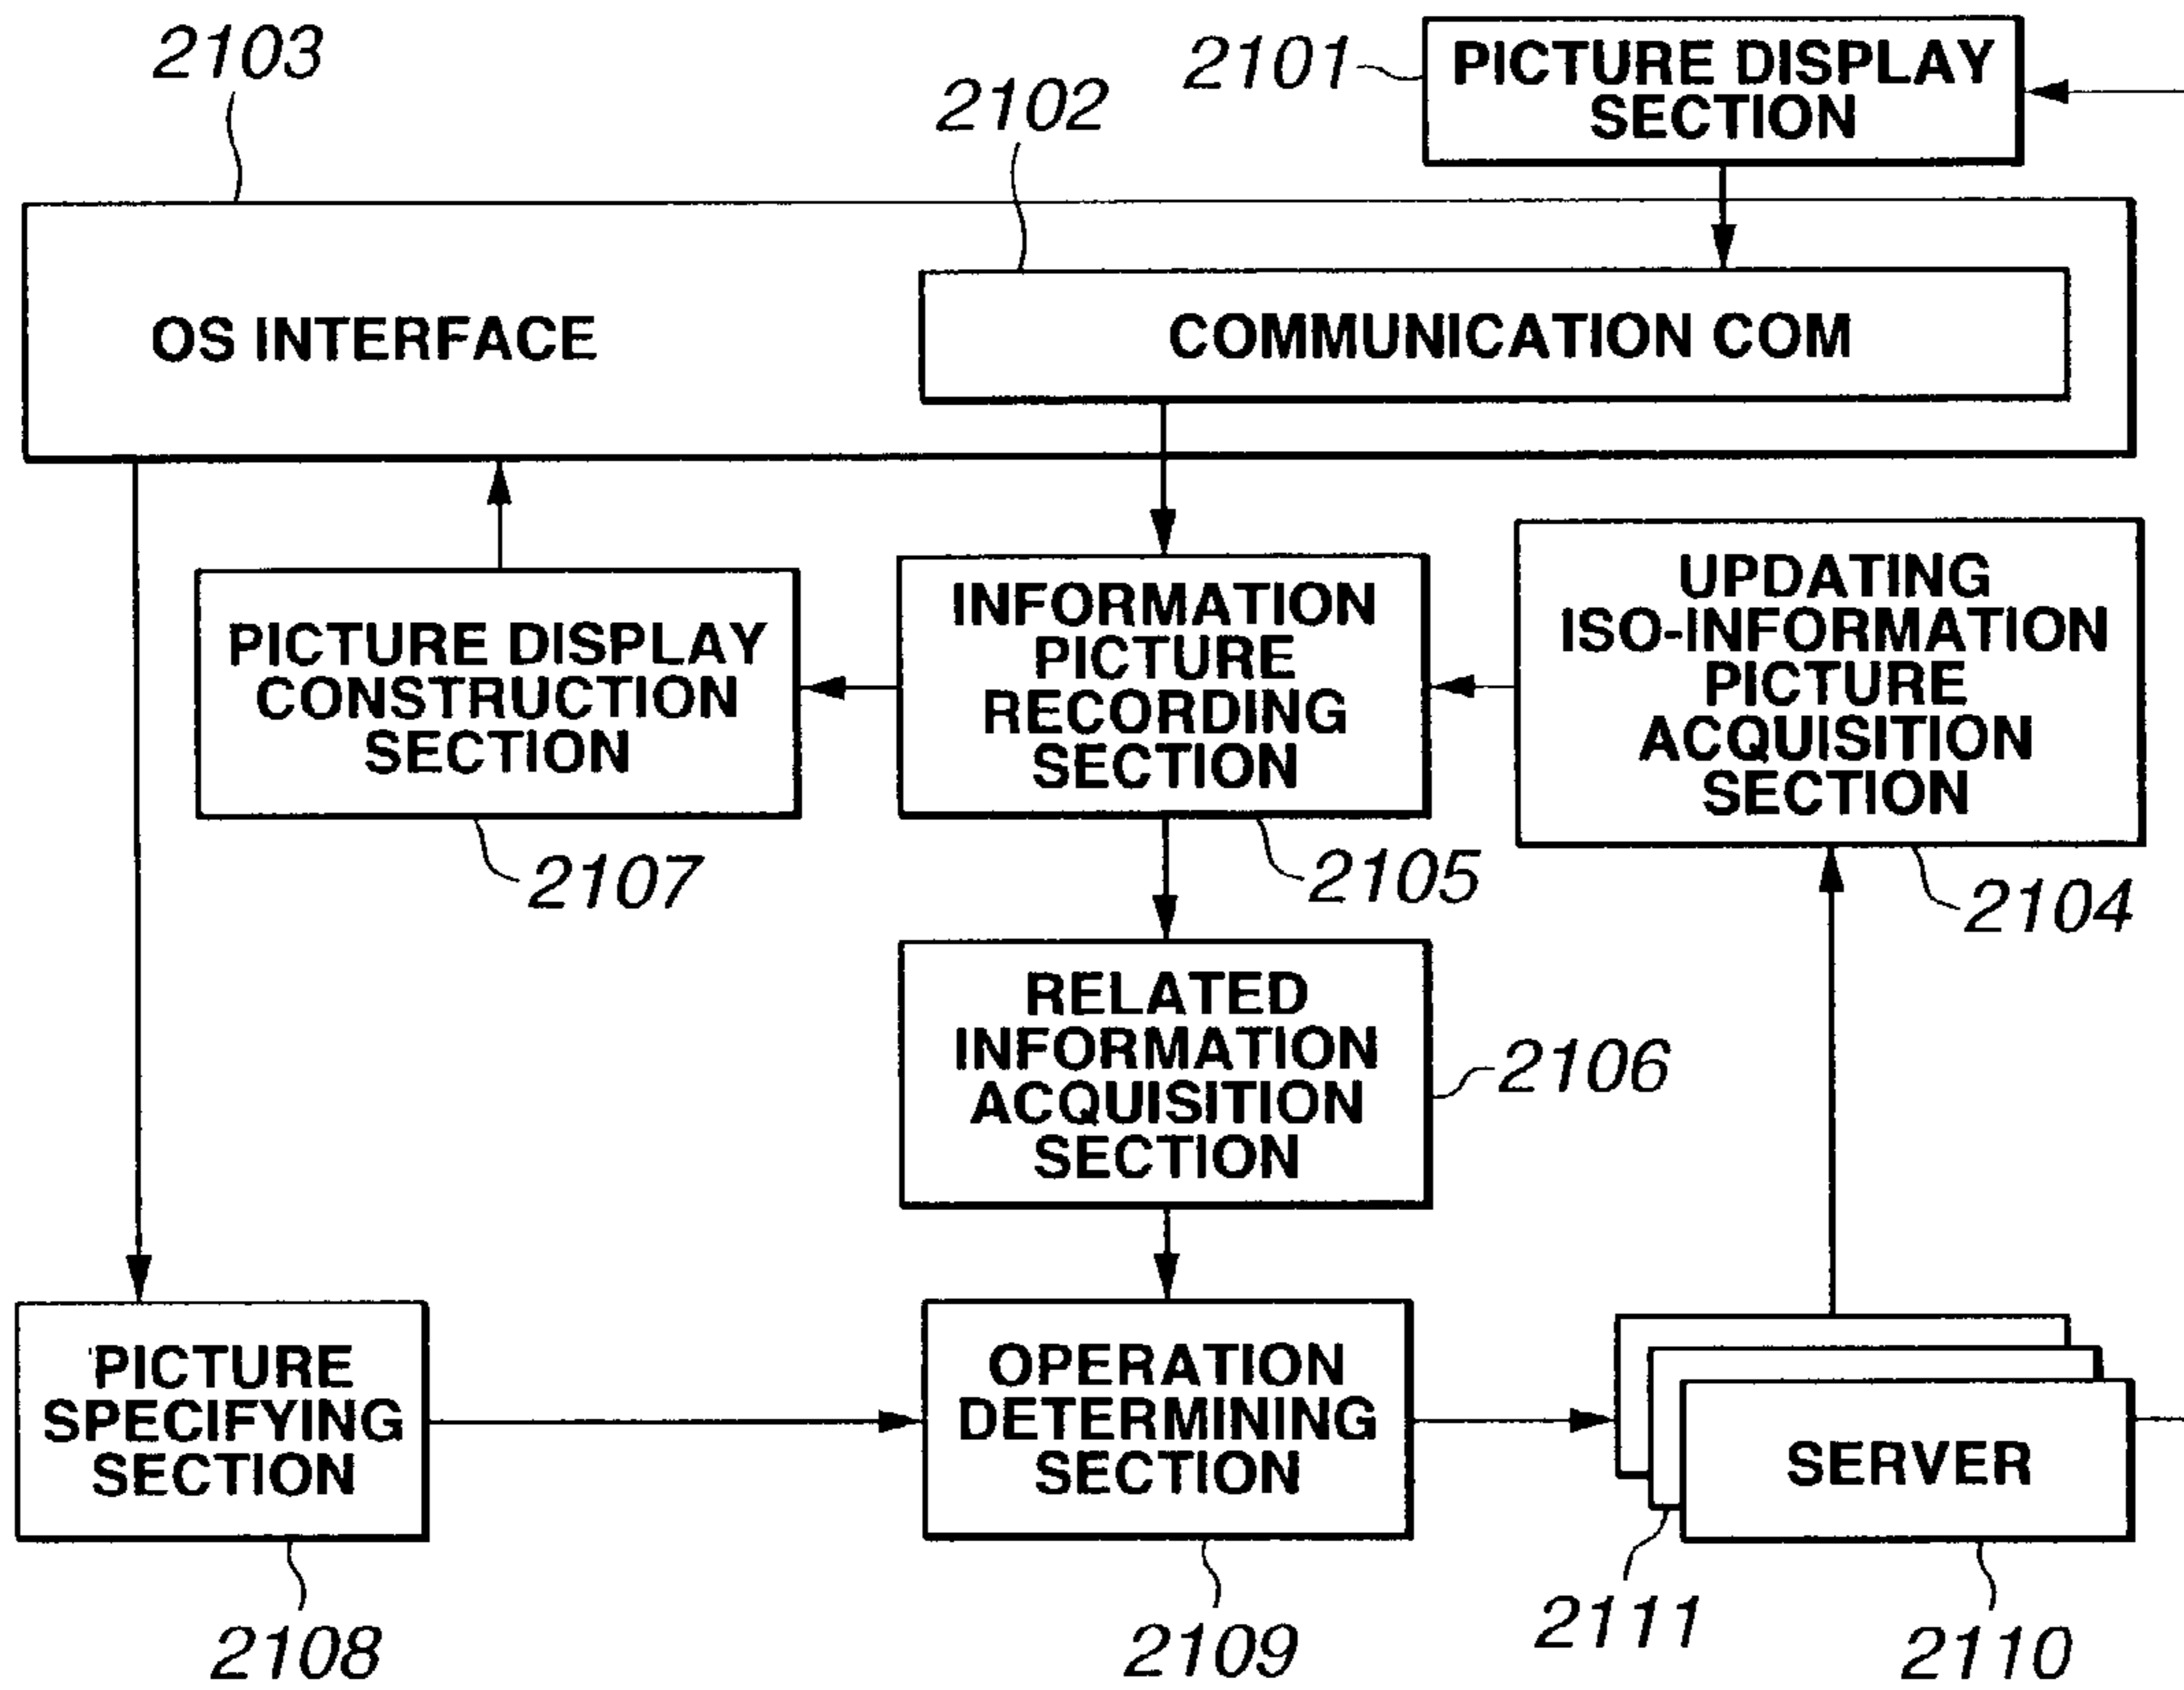 2103
2101
PICTURE DISPLAY
SECTION
2102
OS INTERFACE
COMMUNICATION COM
PICTURE DISPLAY
CONSTRUCTION
SECTION
2107
INFORMATION
PICTURE
RECORDING
SECTION
2105
UPDATING
ISO-INFORMATION
PICTURE
ACQUISITION
SECTION
2104
RELATED
INFORMATION
ACQUISITION
SECTION
2106
PICTURE
SPECIFYING
SECTION
2108
OPERATION
DETERMINING
SECTION
2109
SERVER
2111
2110